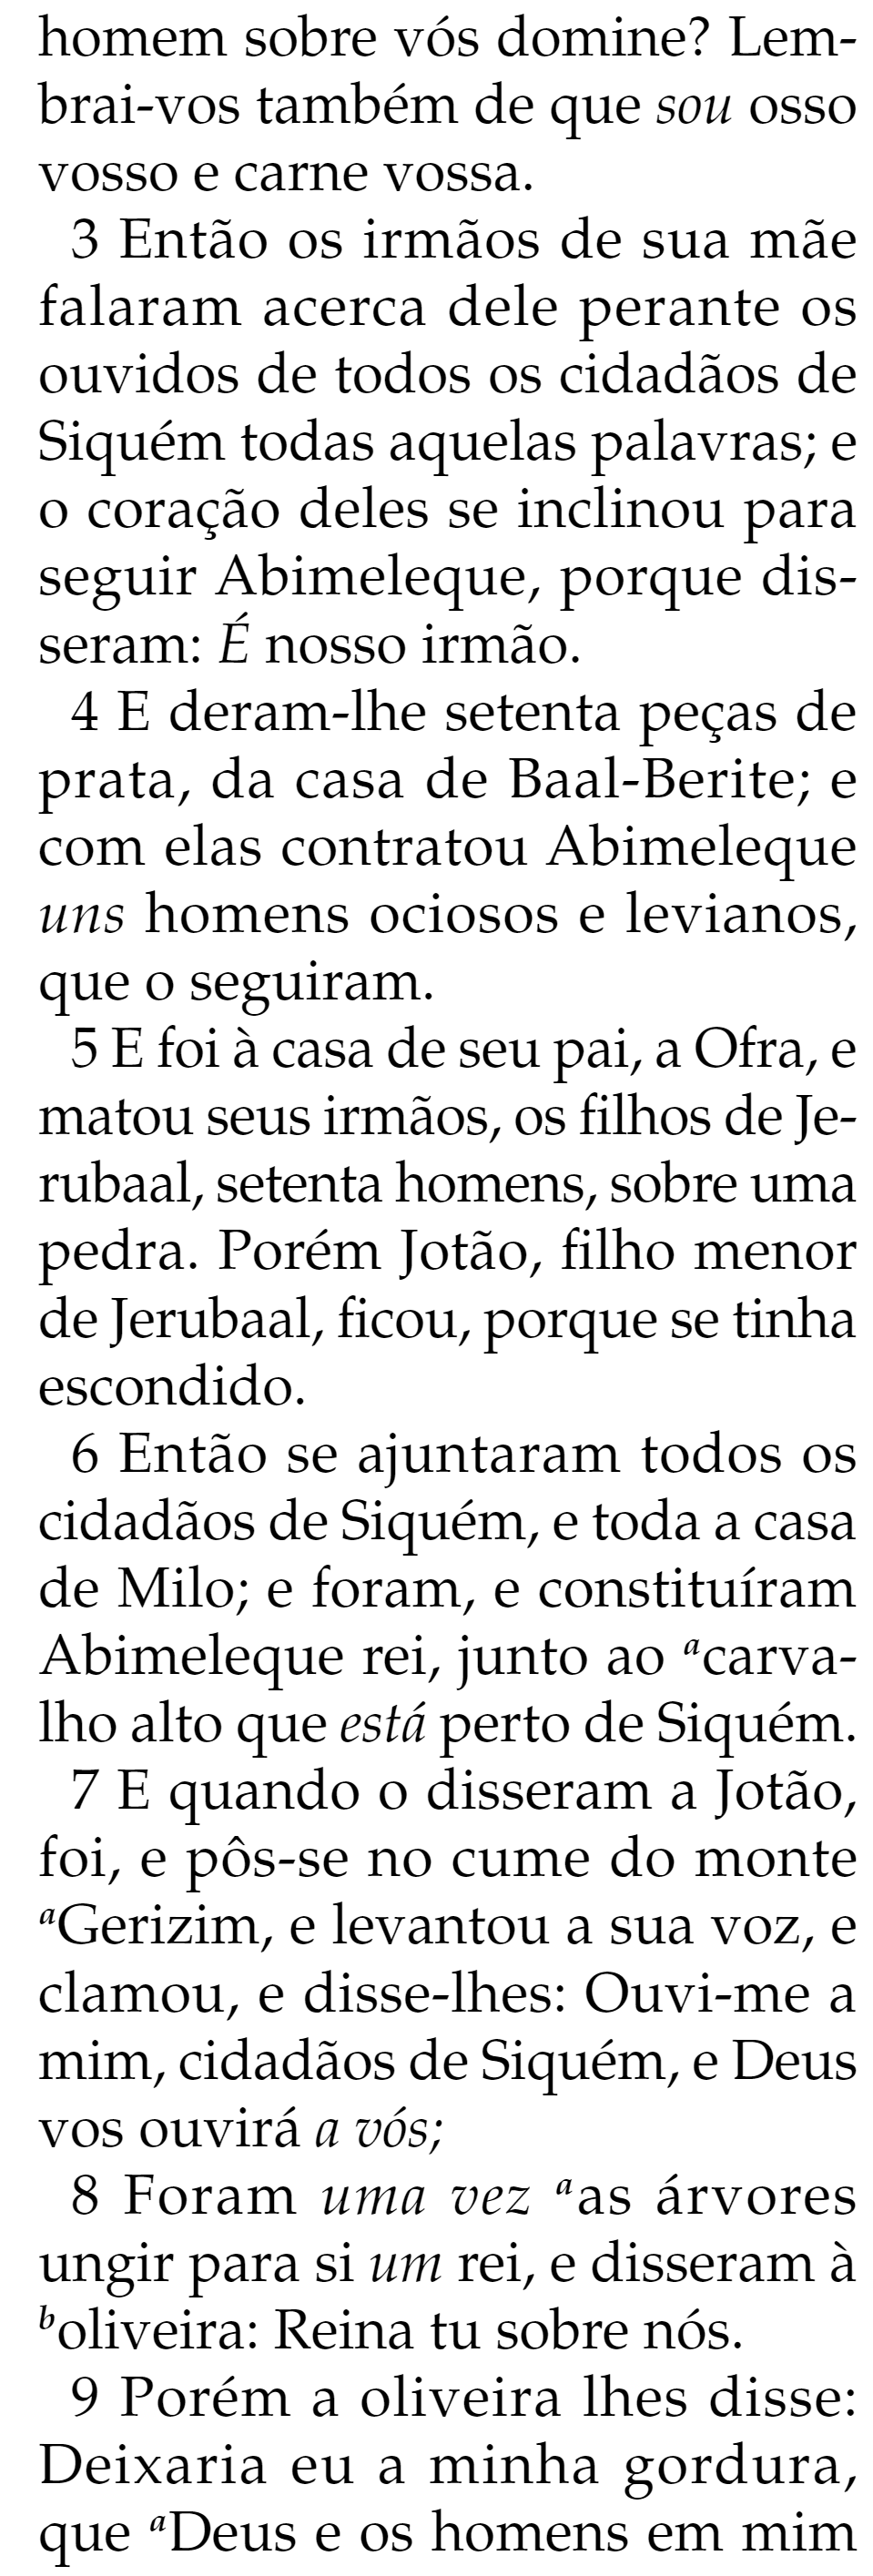 homem sobre vós domine? Lem-
brai-vos também de que sou osso
vosso e carne vossa.
3 Então os irmãos de sua mãe
falaram acerca dele perante os
ouvidos de todos os cidadãos de
Siquém todas aquelas palavras; e
o coração deles se inclinou para
seguir Abimeleque, porque dis-
seram: É nosso irmão.
4 E deram-lhe setenta peças de
prata, da casa de Baal-Berite; e
com elas contratou Abimeleque
uns homens ociosos e levianos,
que o seguiram.
5 E foi à casa de seu pai, a Ofra, e
matou seus irmãos, os filhos de Je-
rubaal, setenta homens, sobre uma
pedra. Porém Jotão, filho menor
de Jerubaal, ficou, porque se tinha
escondido.
6 Então se ajuntaram todos os
cidadãos de Siquém, e toda a casa
de Milo; e foram, e constituíram
Abimeleque rei, junto ao acarva-
lho alto que está perto de Siquém.
7 E quando o disseram a Jotão,
foi, e pôs-se no cume do monte
aGerizim, e levantou a sua voz, e
clamou, e disse-lhes: Ouvi-me a
mim, cidadãos de Siquém, e Deus
vos ouvirá a vós;
8 Foram uma vez aas árvores
ungir para si um rei, e disseram à
boliveira: Reina tu sobre nós.
9 Porém a oliveira lhes disse:
Deixaria eu a minha gordura,
que aDeus e os homens em mim